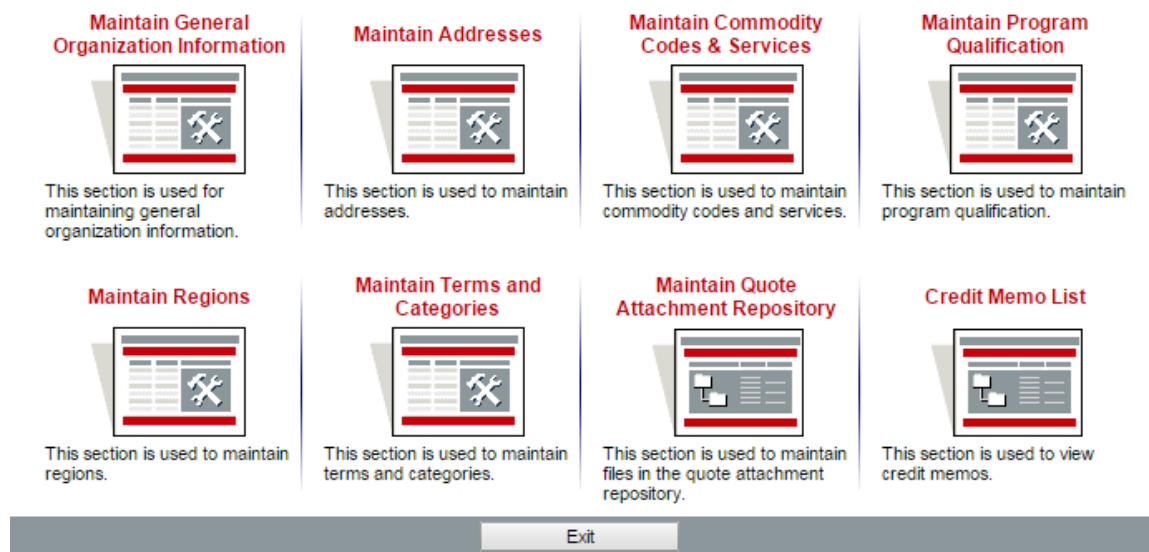 Maintain General
Organization Information
This section is used for
maintaining general
organization information.
Maintain Addresses
This section is used to maintain
addresses.
Maintain Commodity
Codes & Services
This section is used to maintain
commodity codes and services.
Maintain Program
Qualification
This section is used to maintain
program qualification.
Maintain Regions
This section is used to maintain
regions.
Maintain Terms and
Categories
This section is used to maintain
terms and categories.
Maintain Quote
Attachment Repository
This section is used to maintain
files in the quote attachment
repository.
Credit Memo List
This section is used to view
credit memos.
Exit